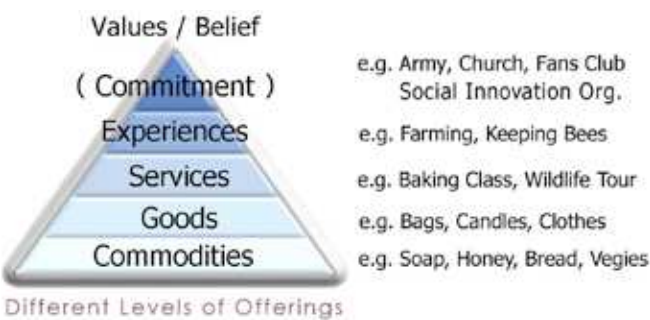 Values / Belief
( Commitment )
e.g. Army, Church, Fans Club
Social Innovation Org.
Experiences
e.g. Farming, Keeping Bees
Services
e.g. Baking Class, Wildlife Tour
Goods
e.g. Bags, Candles, Clothes
Commodities
e.g. Soap, Honey, Bread, Vegies
Different Levels of Offerings